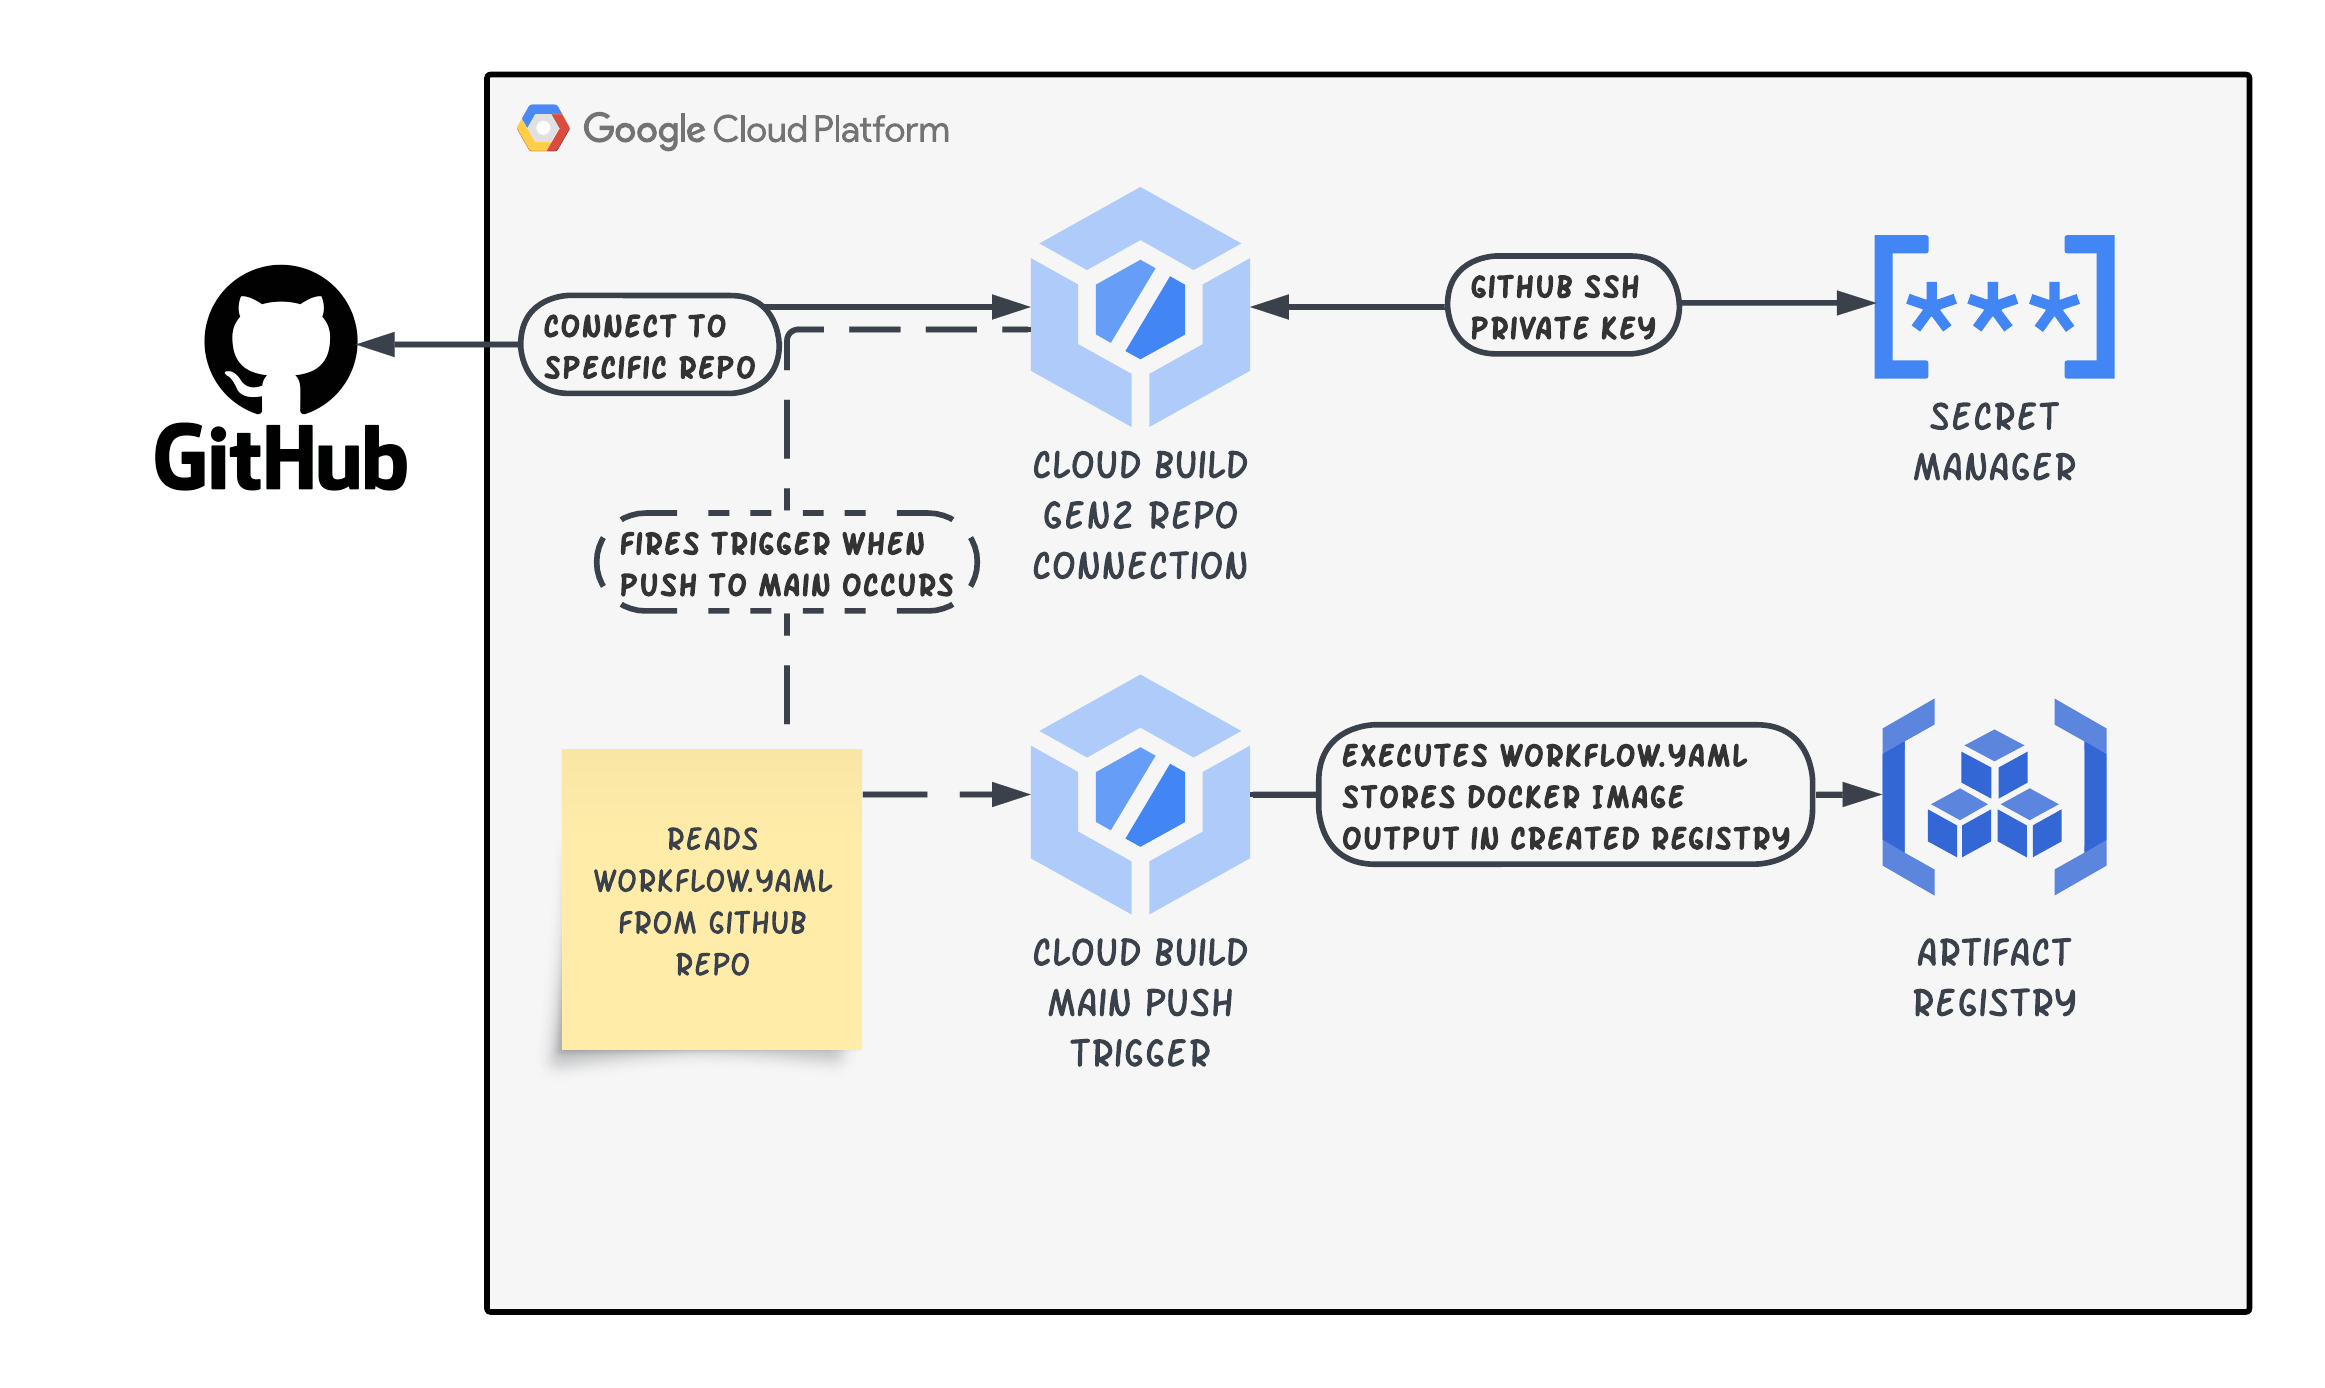 Google Cloud Platform
GitHub
CONNECT TO
SPECIFIC REPO
GITHUB SSH
PRIVATE KEY
SECRET
MANAGER
CLOUD BUILD
GEN2 REPO
CONNECTION
FIRES TRIGGER WHEN
PUSH TO MAIN OCCURS
READS
WORKFLOW.YAML
FROM GITHUB
REPO
CLOUD BUILD
MAIN PUSH
TRIGGER
EXECUTES WORKFLOW.YAML
STORES DOCKER IMAGE
OUTPUT IN CREATED REGISTRY
ARTIFACT
REGISTRY